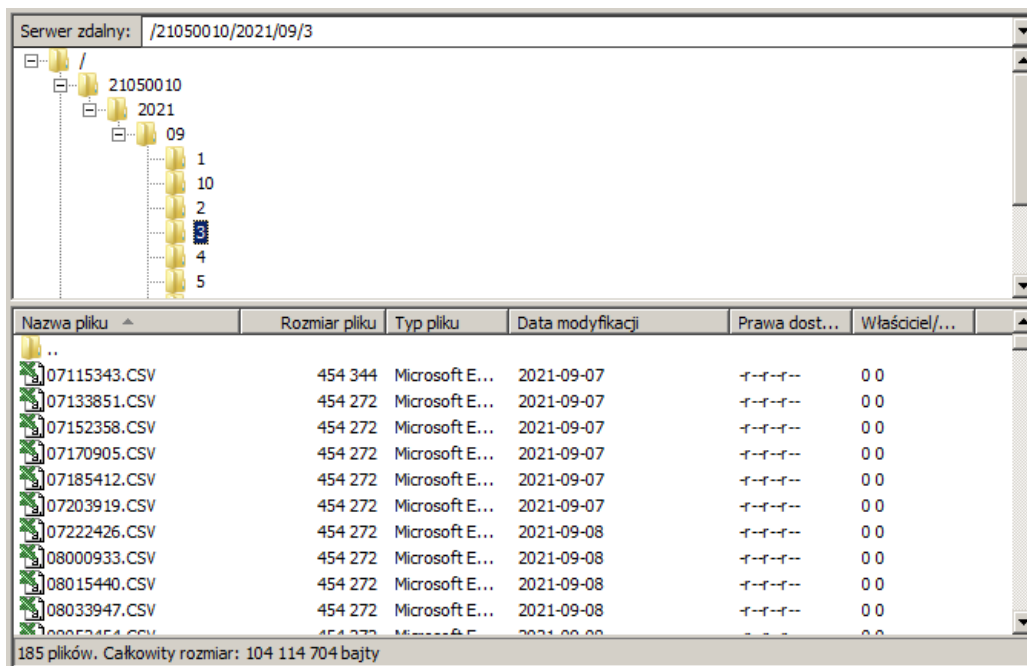 Serwer zdalny: /21050010/2021/09/3
/
21050010
2021
09
1
10
2
3
4
5
Nazwa pliku Rozmiar pliku Typ pliku Data modyfikacji Prawa dost... Właściciel/...
..
07115343.CSV 454 344 Microsoft E... 2021-09-07 -r--r--r-- 0 0
07133851.CSV 454 272 Microsoft E... 2021-09-07 -r--r--r-- 0 0
07152358.CSV 454 272 Microsoft E... 2021-09-07 -r--r--r-- 0 0
07170905.CSV 454 272 Microsoft E... 2021-09-07 -r--r--r-- 0 0
07185412.CSV 454 272 Microsoft E... 2021-09-07 -r--r--r-- 0 0
07203919.CSV 454 272 Microsoft E... 2021-09-07 -r--r--r-- 0 0
07222426.CSV 454 272 Microsoft E... 2021-09-08 -r--r--r-- 0 0
08000933.CSV 454 272 Microsoft E... 2021-09-08 -r--r--r-- 0 0
08015440.CSV 454 272 Microsoft E... 2021-09-08 -r--r--r-- 0 0
08033947.CSV 454 272 Microsoft E... 2021-09-08 -r--r--r-- 0 0
185 plików. Całkowity rozmiar: 104 114 704 bajty